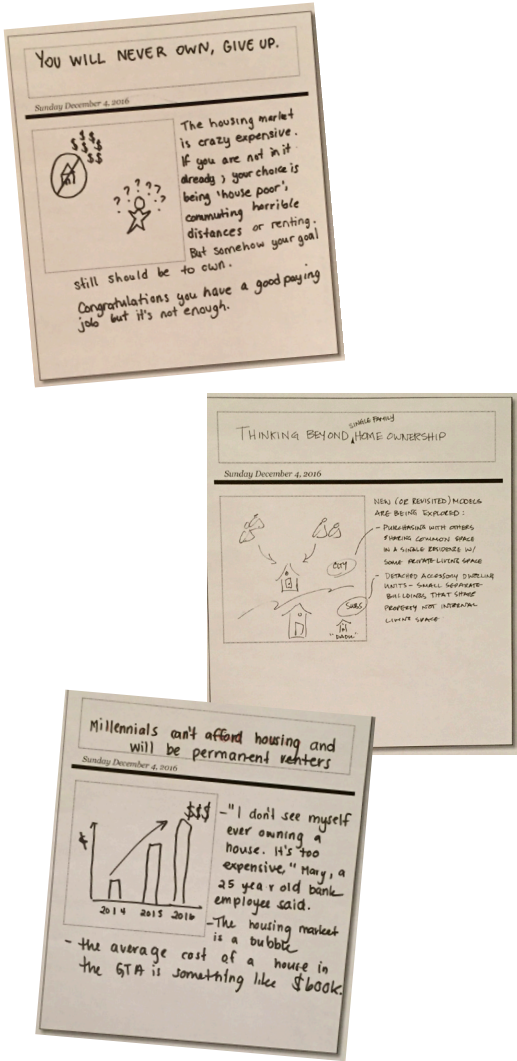 YOU WILL NEVER OWN, GIVE UP.
Sunday December 4, 2016
$ $
$ $ $
$ $ $
$$
? ? ? ? ? ?
The housing market
is crazy expensive.
If you are not in it
already, your choice is
being 'house poor',
commuting horrible
distances or renting.
But somehow your goal
still should be to own.
Congratulations you have a good paying
job but it's not enough.
SINGLE FAMILY
THINKING BEYOND HOME OWNERSHIP
Sunday December 4, 2016
CITY
SUBS
"DADU"
NEW (OR REVISITED) MODELS
ARE BEING EXPLORED:
- PURCHASING WITH OTHERS
SHARING COMMON SPACE
IN A SINGLE RESIDENCE W/
SOME PRIVATE LIVING SPACE
- DETACHED ACCESSORY DWELLING
UNITS - SMALL SEPARATE
BUILDINGS THAT SHARE
PROPERTY NOT INTERNAL
LIVING SPACE
Millennials can't afford housing and
will be permanent renters
Sunday December 4, 2016
$$$
2014 2015 2016
- "I don't see myself
ever owning a
house. It's too
expensive," Mary, a
25 year old bank
employee said.
- The housing market
is a bubble
- the average cost of a house in
the GTA is something like $600k.